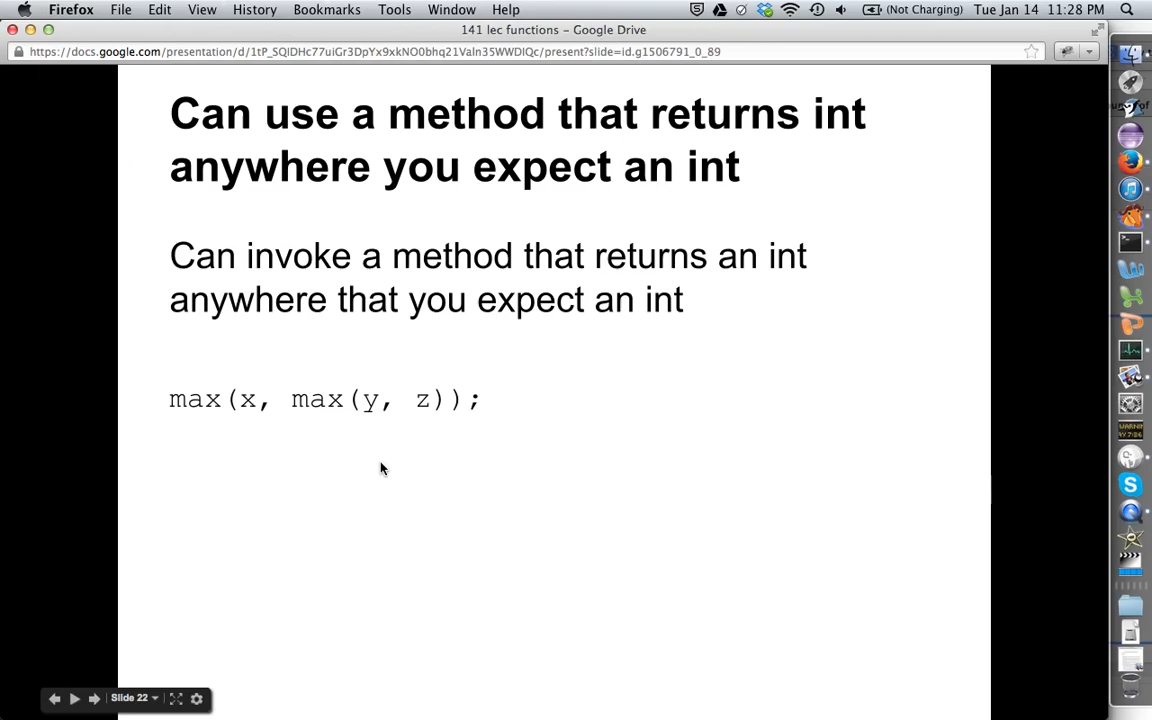 Firefox File Edit View History Bookmarks Tools Window Help (Not Charging) Tue Jan 14 11:28 PM
141 lec functions – Google Drive
Can use a method that returns int
anywhere you expect an int
Can invoke a method that returns an int
anywhere that you expect an int
max(x, max(y, z));
Slide 22